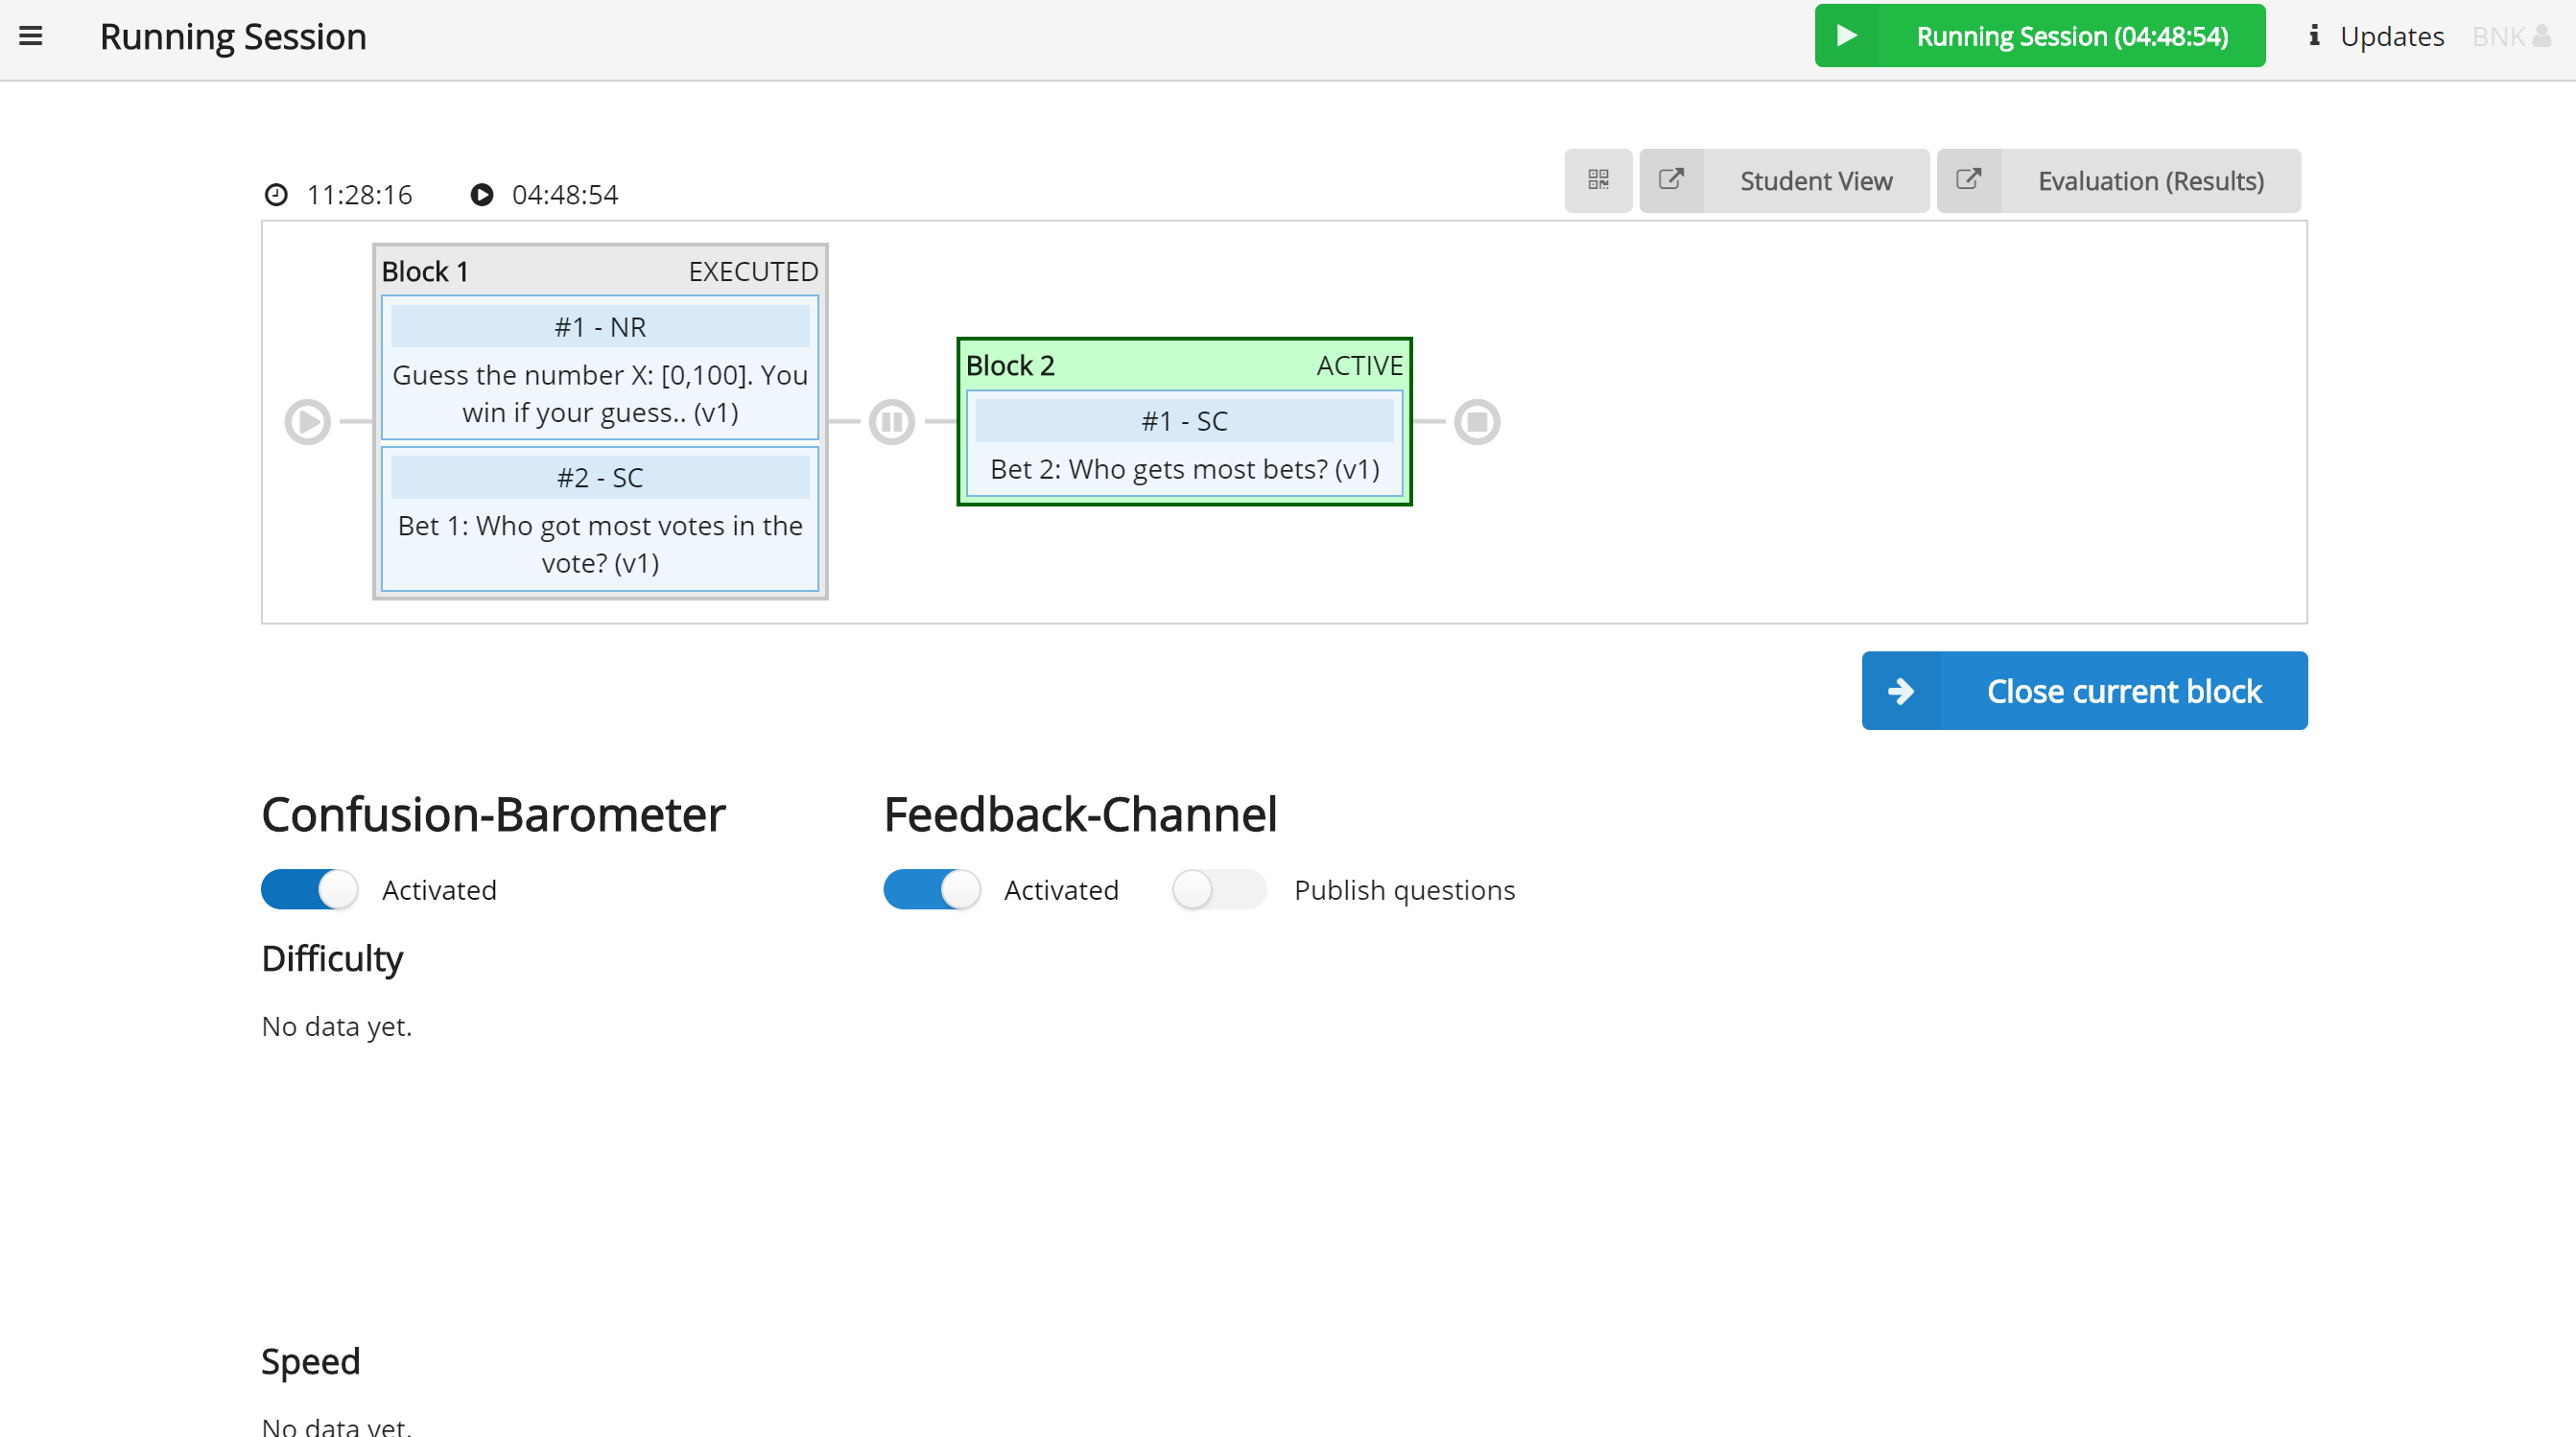 Running Session
Running Session (04:48:54)
Updates
BNK
11:28:16
04:48:54
Student View
Evaluation (Results)
Block 1
EXECUTED
#1 - NR
Guess the number X: [0,100]. You
win if your guess.. (v1)
#2 - SC
Bet 1: Who got most votes in the
vote? (v1)
Block 2
ACTIVE
#1 - SC
Bet 2: Who gets most bets? (v1)
Close current block
Confusion-Barometer
Activated
Difficulty
No data yet.
Speed
No data yet.
Feedback-Channel
Activated
Publish questions